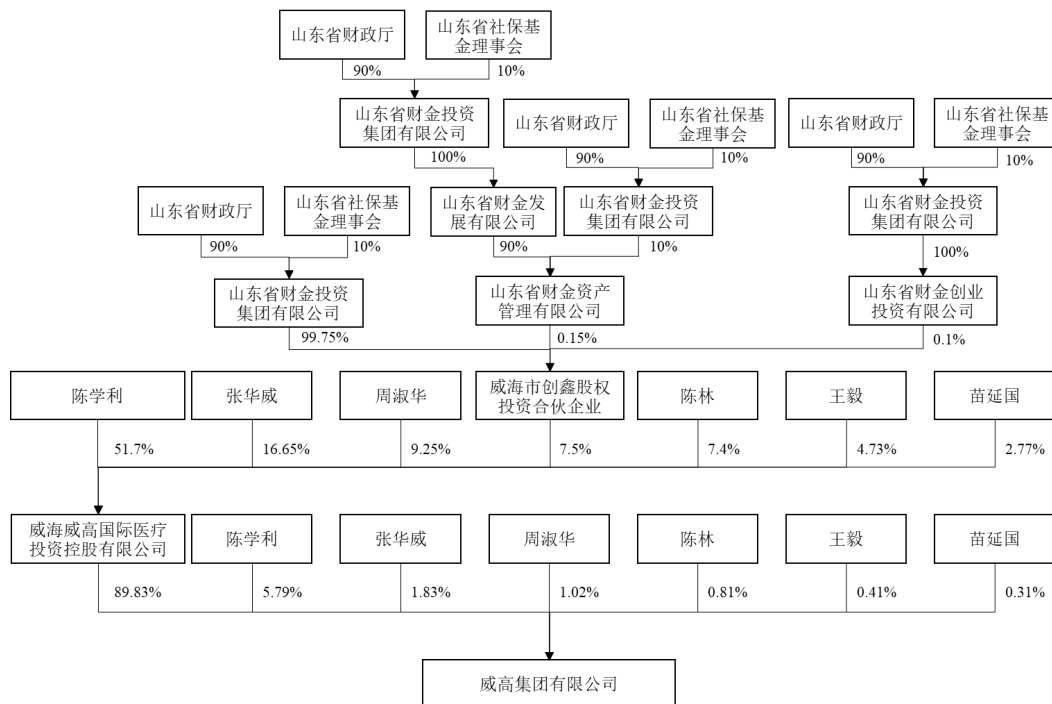 山东省财政厅
山东省社保基
金理事会
90%
10%
山东省财金投资
集团有限公司
山东省财政厅
山东省社保基
金理事会
山东省财政厅
山东省社保基
金理事会
100%
90%
10%
90%
10%
山东省财政厅
山东省社保基
金理事会
山东省财金发
展有限公司
山东省财金投资
集团有限公司
山东省财金投资
集团有限公司
90%
10%
90%
10%
100%
山东省财金投资
集团有限公司
山东省财金资产
管理有限公司
山东省财金创业
投资有限公司
99.75%
0.15%
0.1%
陈学利
张华威
周淑华
威海市创鑫股权
投资合伙企业
陈林
王毅
苗延国
51.7%
16.65%
9.25%
7.5%
7.4%
4.73%
2.77%
威海威高国际医疗
投资控股有限公司
陈学利
张华威
周淑华
陈林
王毅
苗延国
89.83%
5.79%
1.83%
1.02%
0.81%
0.41%
0.31%
威高集团有限公司